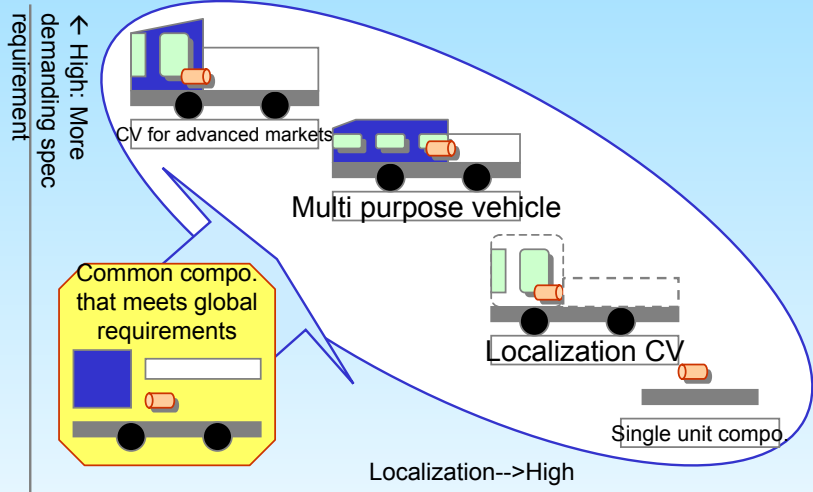 ← High: More
demanding spec
requirement
CV for advanced markets
Multi purpose vehicle
Localization CV
Single unit compo.
Common compo.
that meets global
requirements
Localization-->High